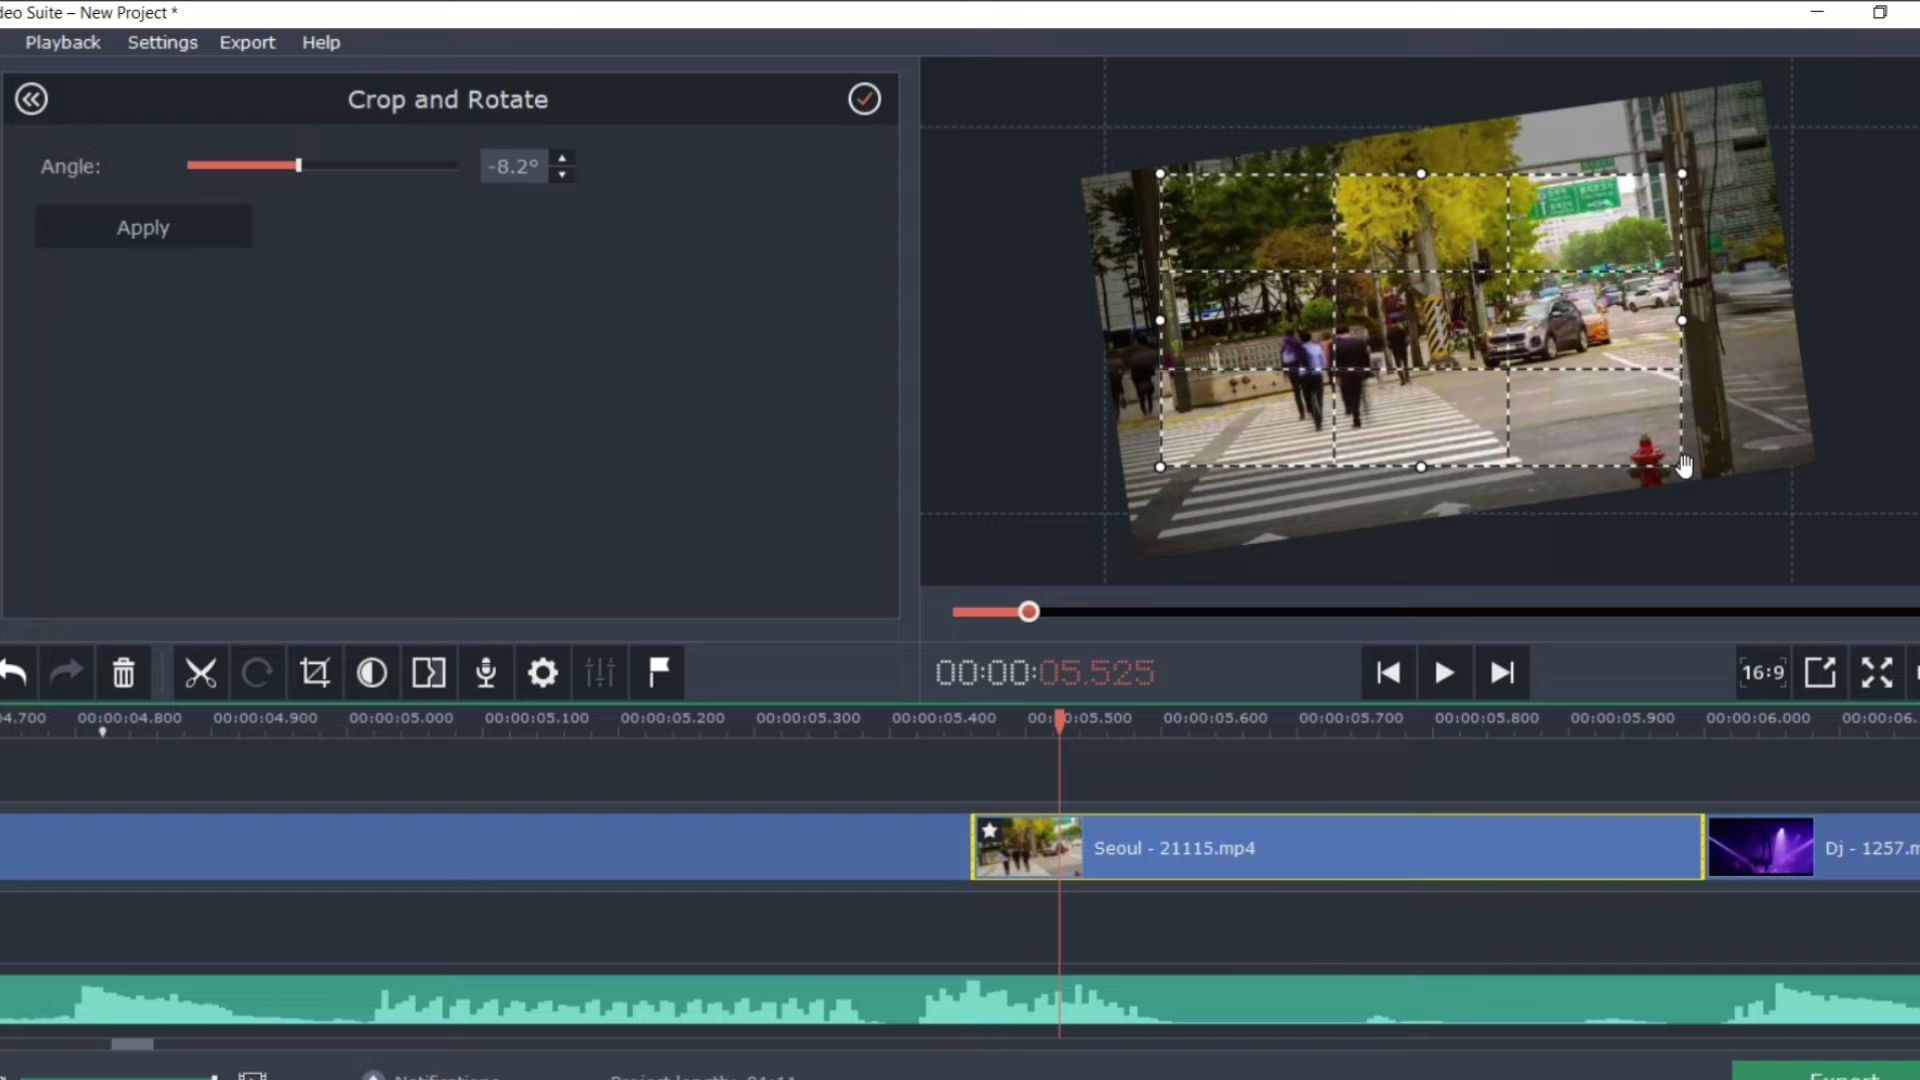 deo Suite – New Project *
Playback Settings Export Help
Crop and Rotate
Angle: -8.2°
Apply
00:00:05.525
16:9
04.700 00:00:04.800 00:00:04.900 00:00:05.000 00:00:05.100 00:00:05.200 00:00:05.300 00:00:05.400 00:00:05.500 00:00:05.600 00:00:05.700 00:00:05.800 00:00:05.900 00:00:06.000 00:00:06.
Seoul - 21115.mp4
Dj - 1257.m
Notifications
Project length: 01:11
Export